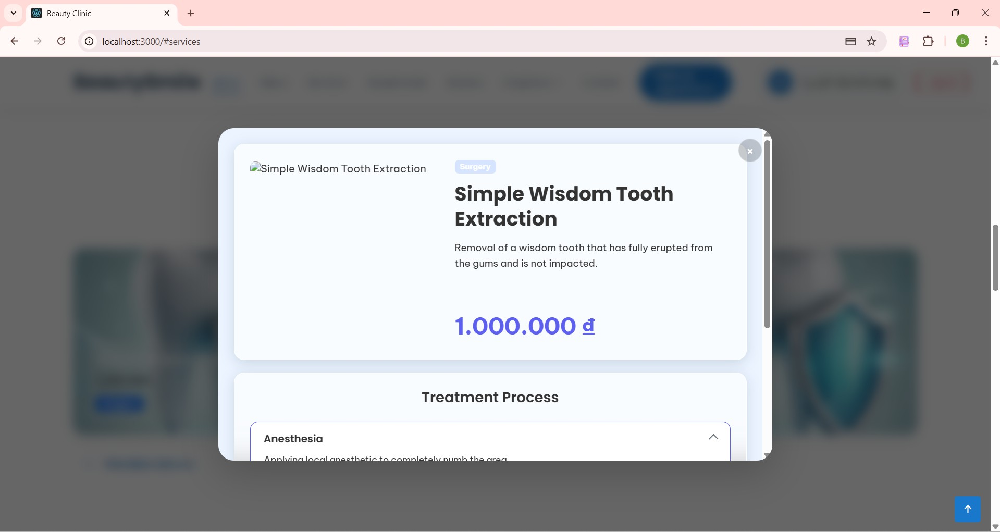 Beauty Clinic
localhost:3000/#services
B
Simple Wisdom Tooth Extraction
Surgery
Simple Wisdom Tooth
Extraction
Removal of a wisdom tooth that has fully erupted from
the gums and is not impacted.
1.000.000 ₫
Treatment Process
Anesthesia
Applying local anesthetic to completely numb the area